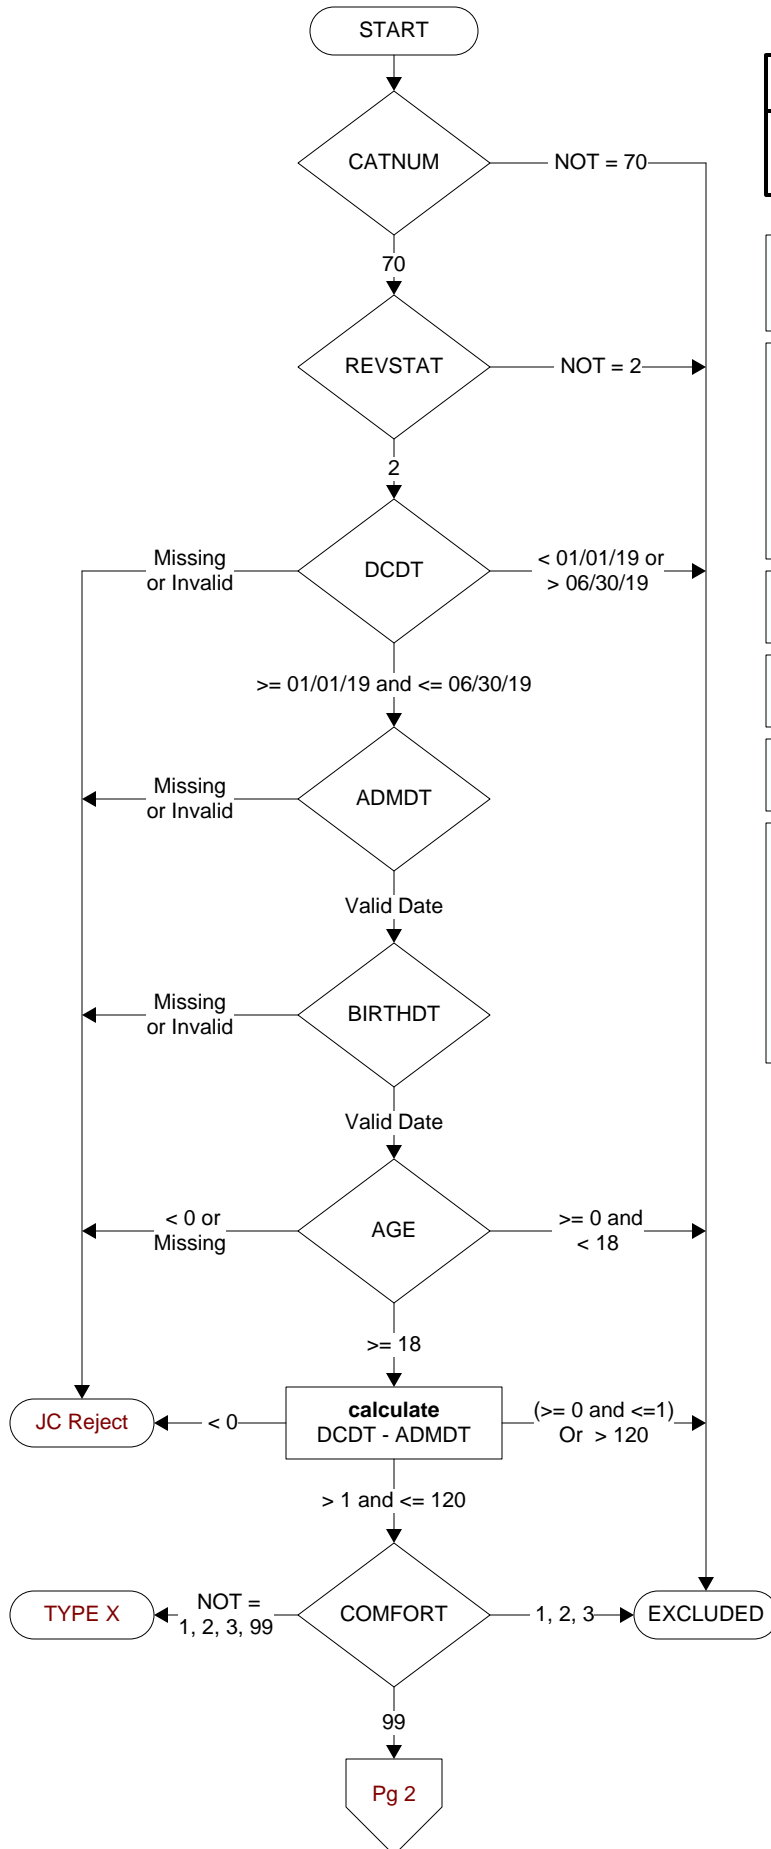 START
CATNUM
NOT = 70
70
REVSTAT
NOT = 2
2
Missing
or Invalid
DCDT
< 01/01/19 or
> 06/30/19
>= 01/01/19 and <= 06/30/19
Missing
or Invalid
ADMDT
Valid Date
Missing
or Invalid
BIRTHDT
Valid Date
< 0 or
Missing
AGE
>= 0 and
< 18
>= 18
JC Reject
< 0
calculate
DCDT - ADMDT
(>= 0 and <=1)
Or > 120
> 1 and <= 120
TYPE X
NOT =
1, 2, 3, 99
COMFORT
1, 2, 3
EXCLUDED
99
Pg 2